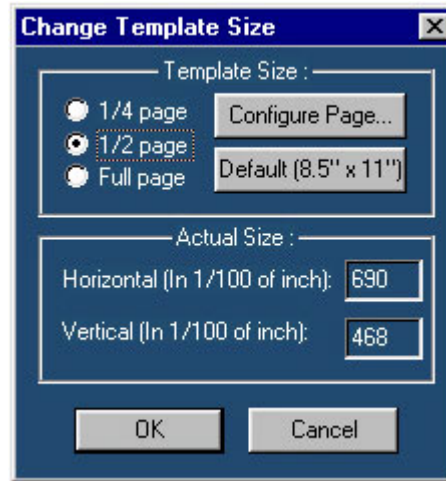 Change Template Size
Template Size :
1/4 page
Configure Page...
1/2 page
Default (8.5" x 11")
Full page
Actual Size :
Horizontal (In 1/100 of inch): 690
Vertical (In 1/100 of inch): 468
OK Cancel